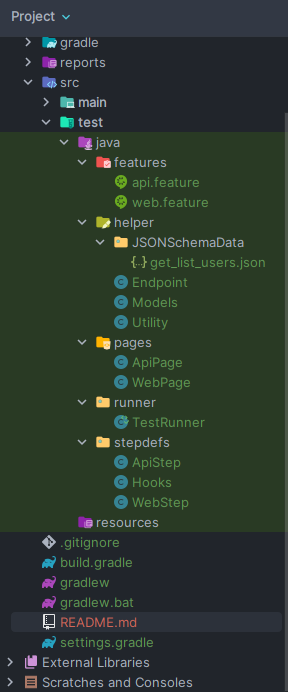 Project
gradle
reports
src
main
test
java
features
api.feature
web.feature
helper
JSONSchemaData
get_list_users.json
Endpoint
Models
Utility
pages
ApiPage
WebPage
runner
TestRunner
stepdefs
ApiStep
Hooks
WebStep
resources
.gitignore
build.gradle
gradlew
gradlew.bat
README.md
settings.gradle
External Libraries
Scratches and Consoles